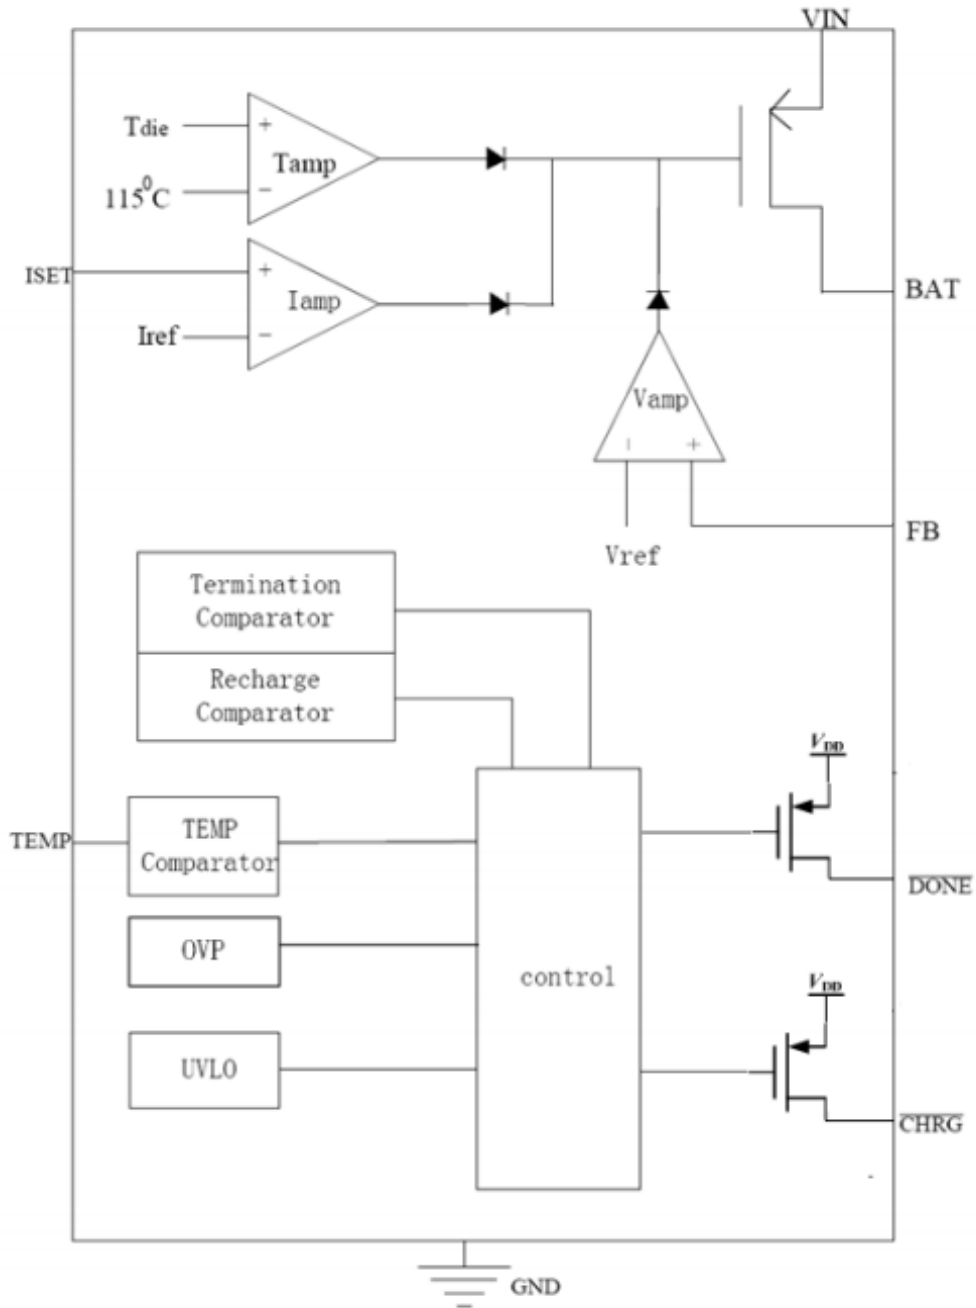 VIN
Tdie
+
Tamp
115⁰C
−
ISET
+
Iamp
BAT
Iref
−
Vamp
− +
FB
Vref
Termination
Comparator
Recharge
Comparator
VDD
TEMP
TEMP
Comparator
DONE
OVP
control
VDD
UVLO
CHRG
GND